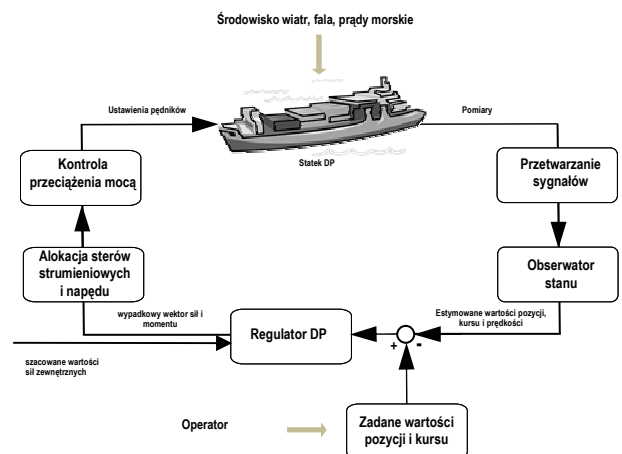 Środowisko wiatr, fala, prądy morskie
Ustawienia pędników
Pomiary
Statek DP
Kontrola
przeciążenia mocą
Przetwarzanie
sygnałów
Alokacja sterów
strumieniowych
i napędu
Obserwator
stanu
wypadkowy wektor sił i
momentu
Regulator DP
Estymowane wartości pozycji,
kursu i prędkości
+ -
szacowane wartości
sił zewnętrznych
Operator
Zadane wartości
pozycji i kursu